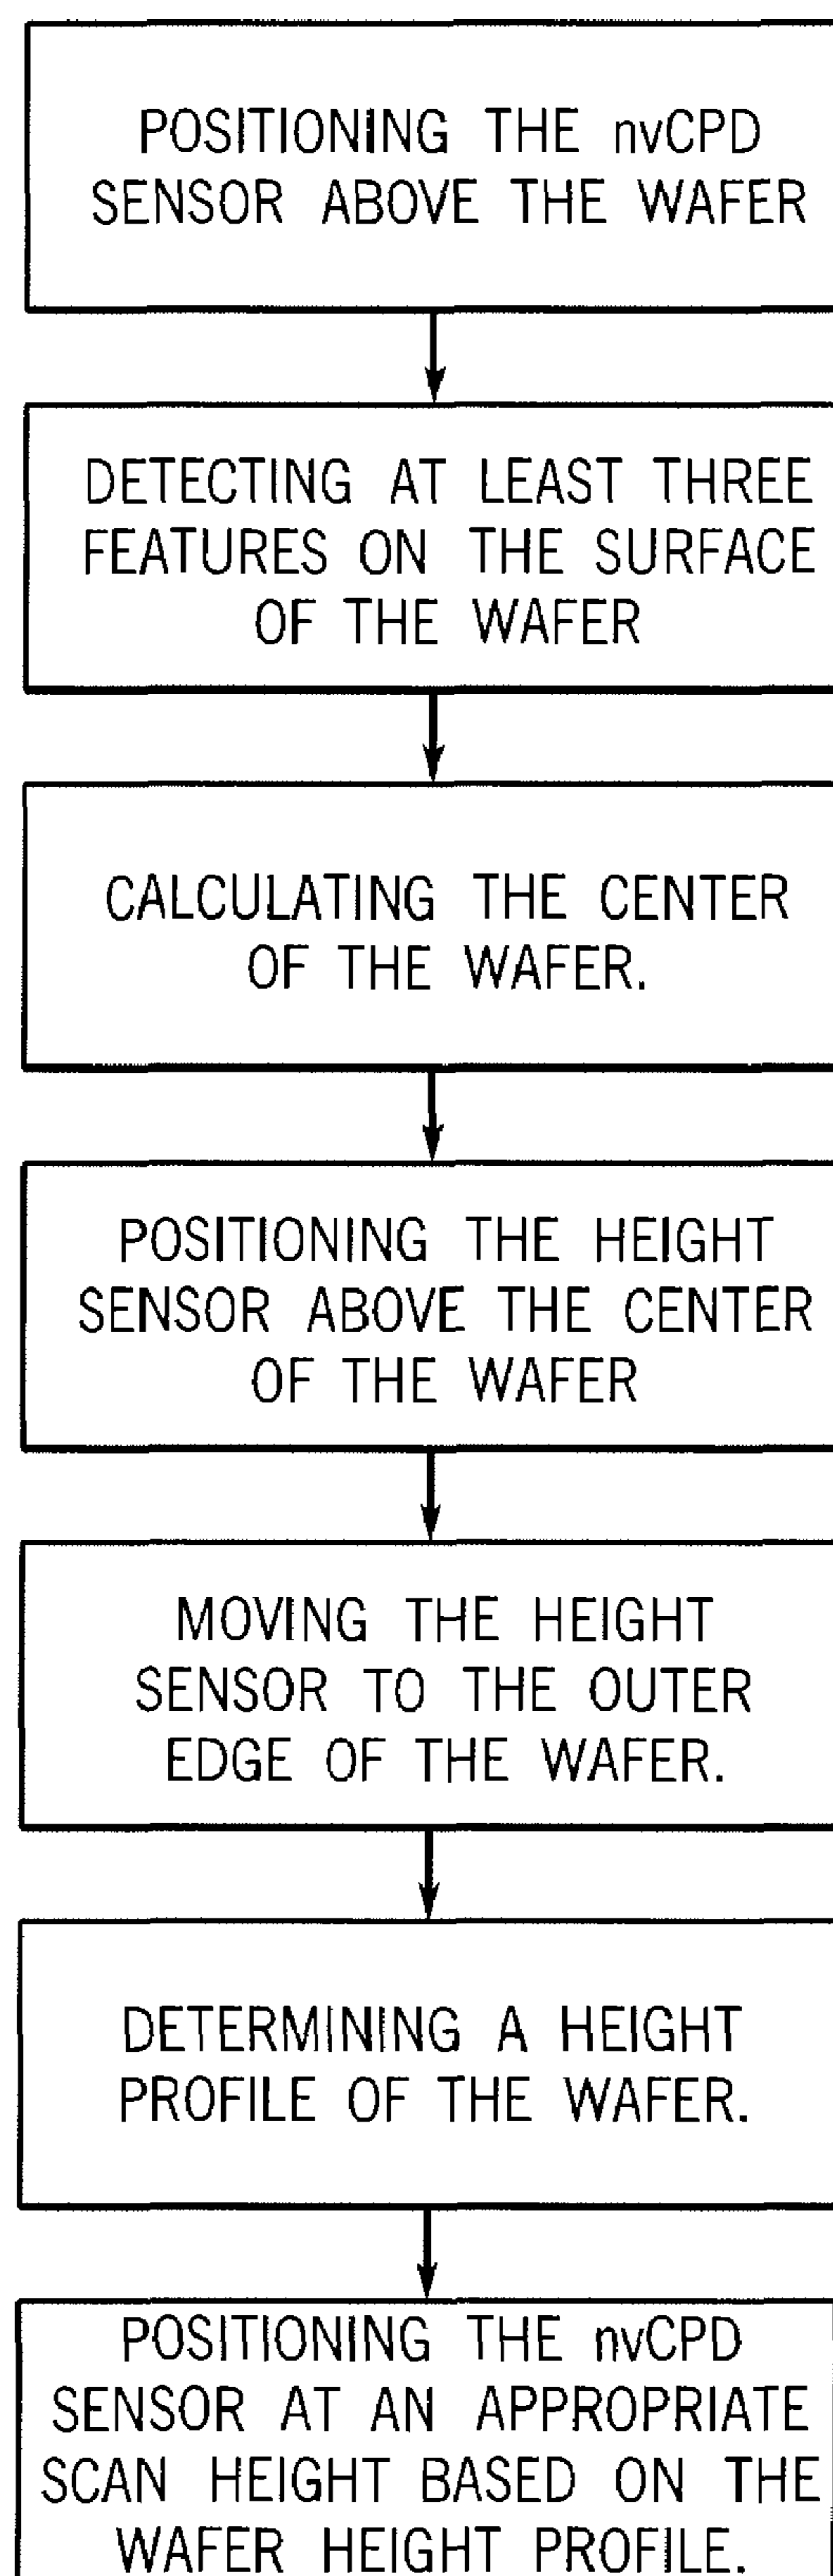 POSITIONING THE nvCPD
SENSOR ABOVE THE WAFER
DETECTING AT LEAST THREE
FEATURES ON THE SURFACE
OF THE WAFER
CALCULATING THE CENTER
OF THE WAFER.
POSITIONING THE HEIGHT
SENSOR ABOVE THE CENTER
OF THE WAFER
MOVING THE HEIGHT
SENSOR TO THE OUTER
EDGE OF THE WAFER.
DETERMINING A HEIGHT
PROFILE OF THE WAFER.
POSITIONING THE nvCPD
SENSOR AT AN APPROPRIATE
SCAN HEIGHT BASED ON THE
WAFER HEIGHT PROFILE.